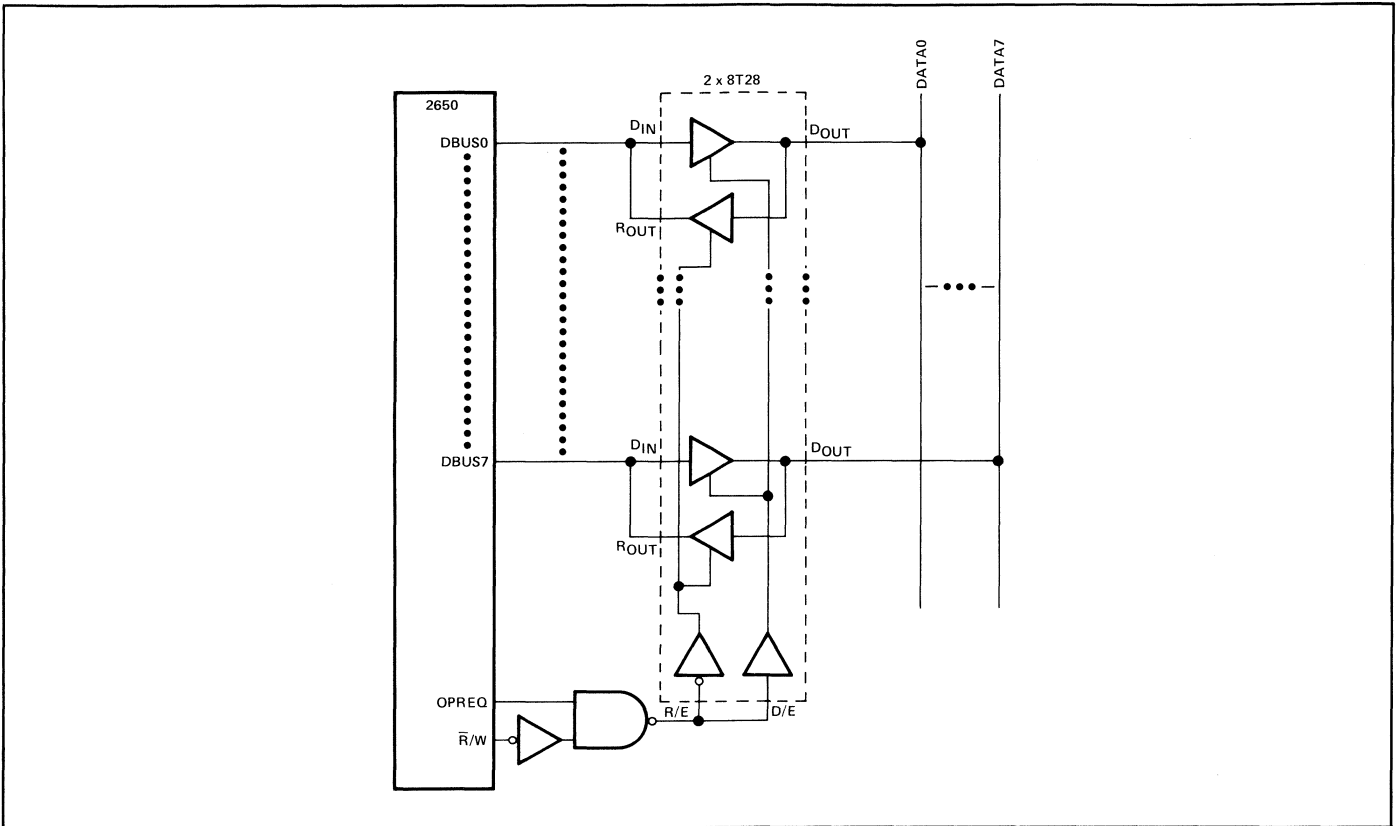 DATA0
DATA7
2 x 8T28
2650
DBUS0
DIN
DOUT
ROUT
DBUS7
DIN
DOUT
ROUT
OPREQ
R/E
D/E
R̅/W